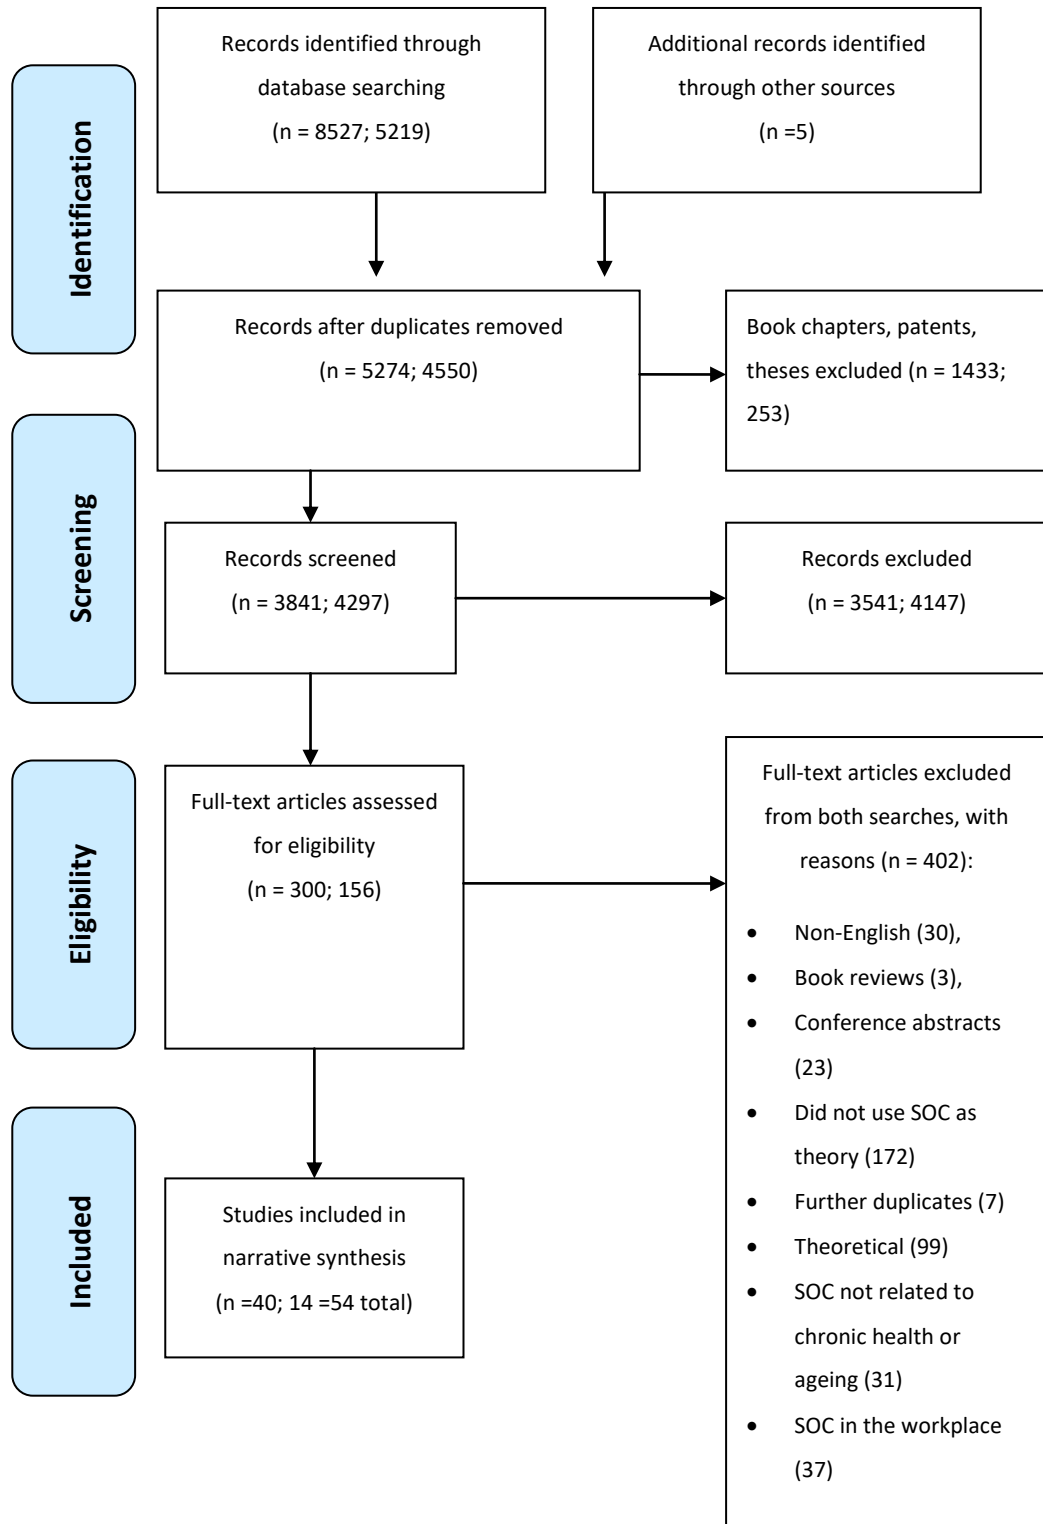 Identification
Records identified through
database searching
(n = 8527; 5219)
Additional records identified
through other sources
(n =5)
Records after duplicates removed
(n = 5274; 4550)
Book chapters, patents,
theses excluded (n = 1433;
253)
Screening
Records screened
(n = 3841; 4297)
Records excluded
(n = 3541; 4147)
Eligibility
Full-text articles assessed
for eligibility
(n = 300; 156)
Full-text articles excluded
from both searches, with
reasons (n = 402):
• Non-English (30),
• Book reviews (3),
• Conference abstracts
(23)
• Did not use SOC as
theory (172)
• Further duplicates (7)
• Theoretical (99)
• SOC not related to
chronic health or
ageing (31)
• SOC in the workplace
(37)
Included
Studies included in
narrative synthesis
(n =40; 14 =54 total)